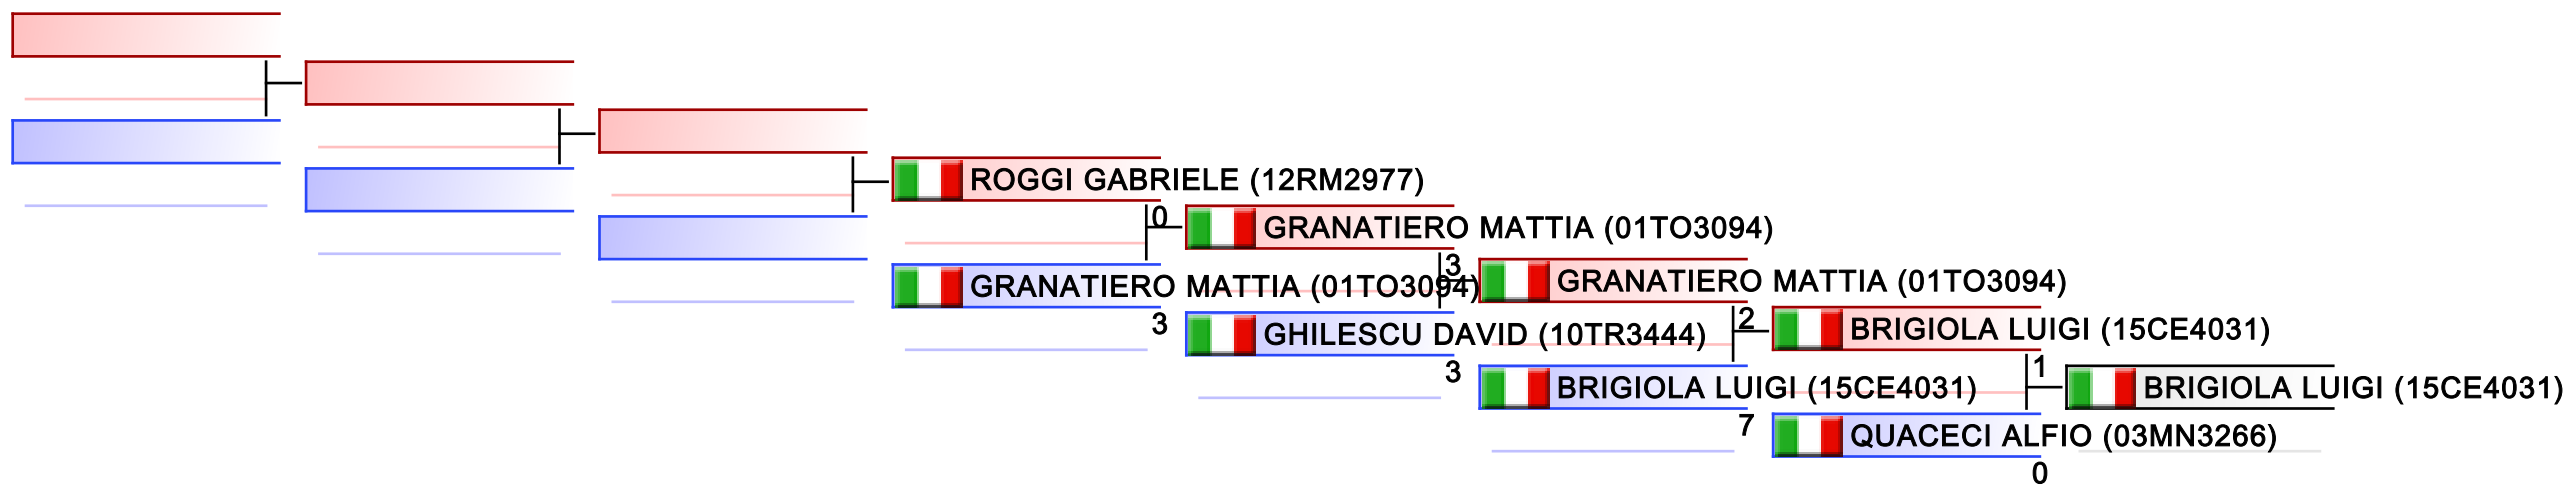 ROGGI GABRIELE (12RM2977)
0
GRANATIERO MATTIA (01TO3094)
GRANATIERO MATTIA (01TO3094)
3
3
GRANATIERO MATTIA (01TO3094)
GHILESCU DAVID (10TR3444)
3
2
BRIGIOLA LUIGI (15CE4031)
BRIGIOLA LUIGI (15CE4031)
7
1
BRIGIOLA LUIGI (15CE4031)
QUACECI ALFIO (03MN3266)
0